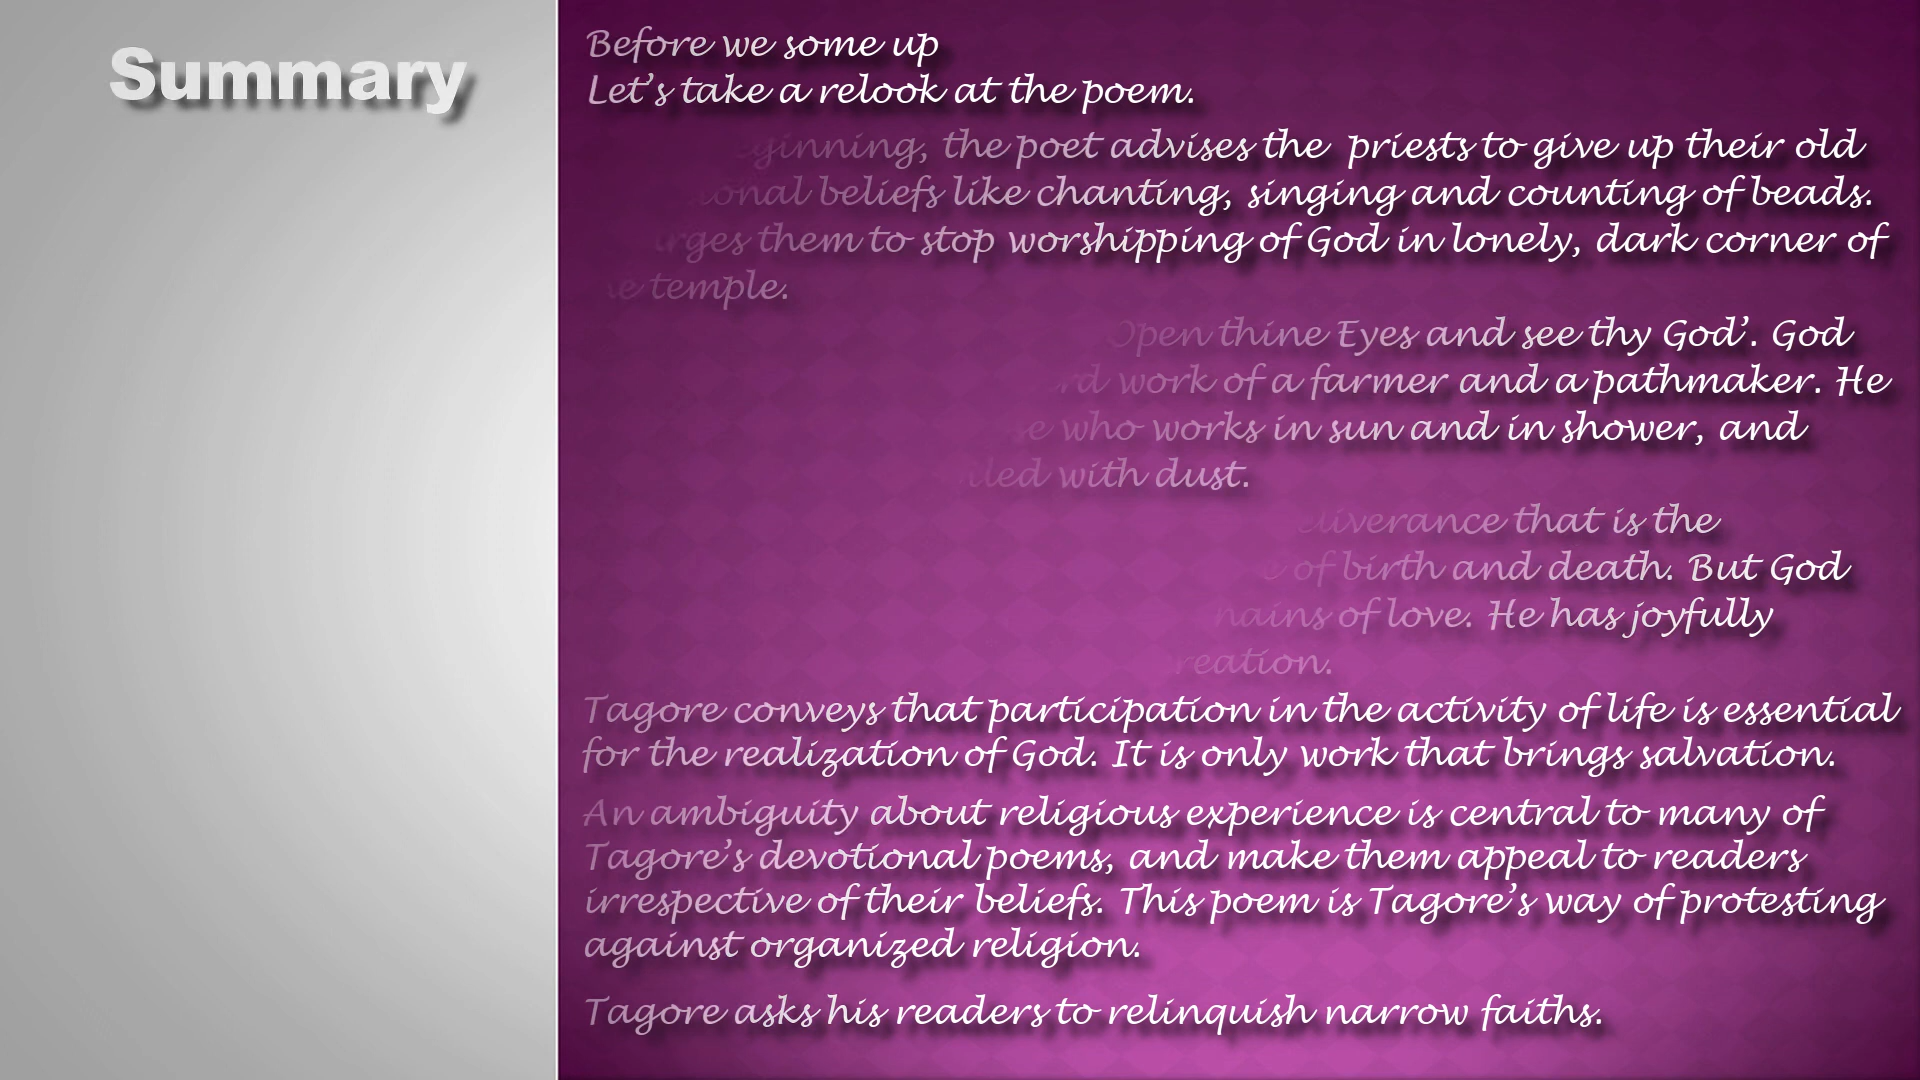 Summary
Before we some up
Let's take a relook at the poem.
the poet advises the priests to give up their old
beliefs like chanting, singing and counting of beads.
them to stop worshipping of God in lonely, dark corner of
temple.
Open thine Eyes and see thy God'. God
work of a farmer and a pathmaker. He
who works in sun and in shower, and
with dust.
that is the
of birth and death. But God
of love. He has joyfully
Tagore conveys that participation in the activity of life is essential
for the realization of God. It is only work that brings salvation.
An ambiguity about religious experience is central to many of
Tagore's devotional poems, and make them appeal to readers
irrespective of their beliefs. This poem is Tagore's way of protesting
against organized religion.
Tagore asks his readers to relinquish narrow faiths.